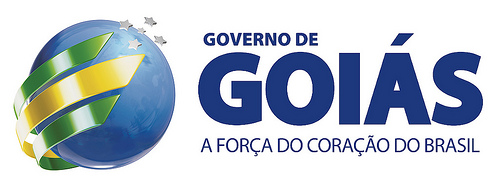 GOVERNO DE
GOIÁS
A FORÇA DO CORAÇÃO DO BRASIL